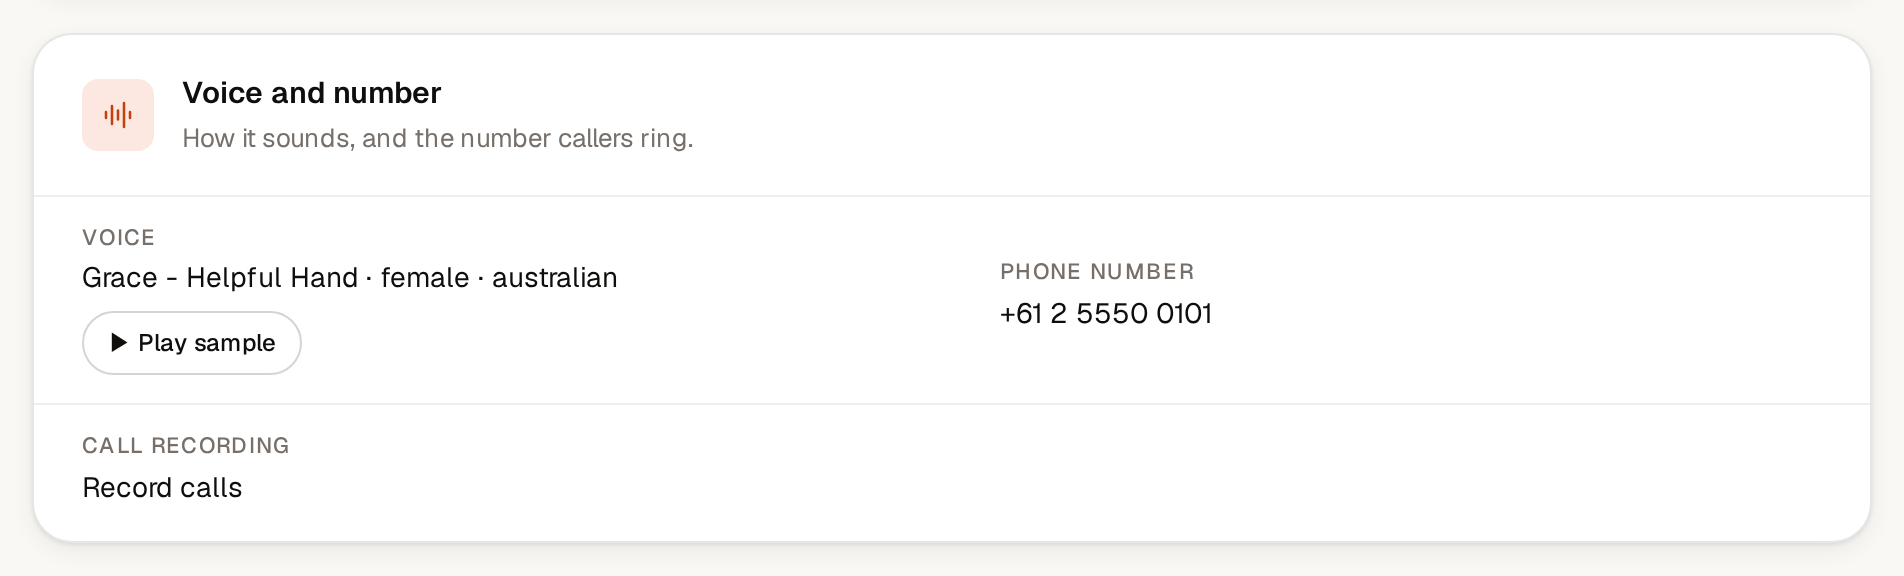 Voice and number
How it sounds, and the number callers ring.
VOICE
Grace - Helpful Hand · female · australian
Play sample
PHONE NUMBER
+61 2 5550 0101
CALL RECORDING
Record calls